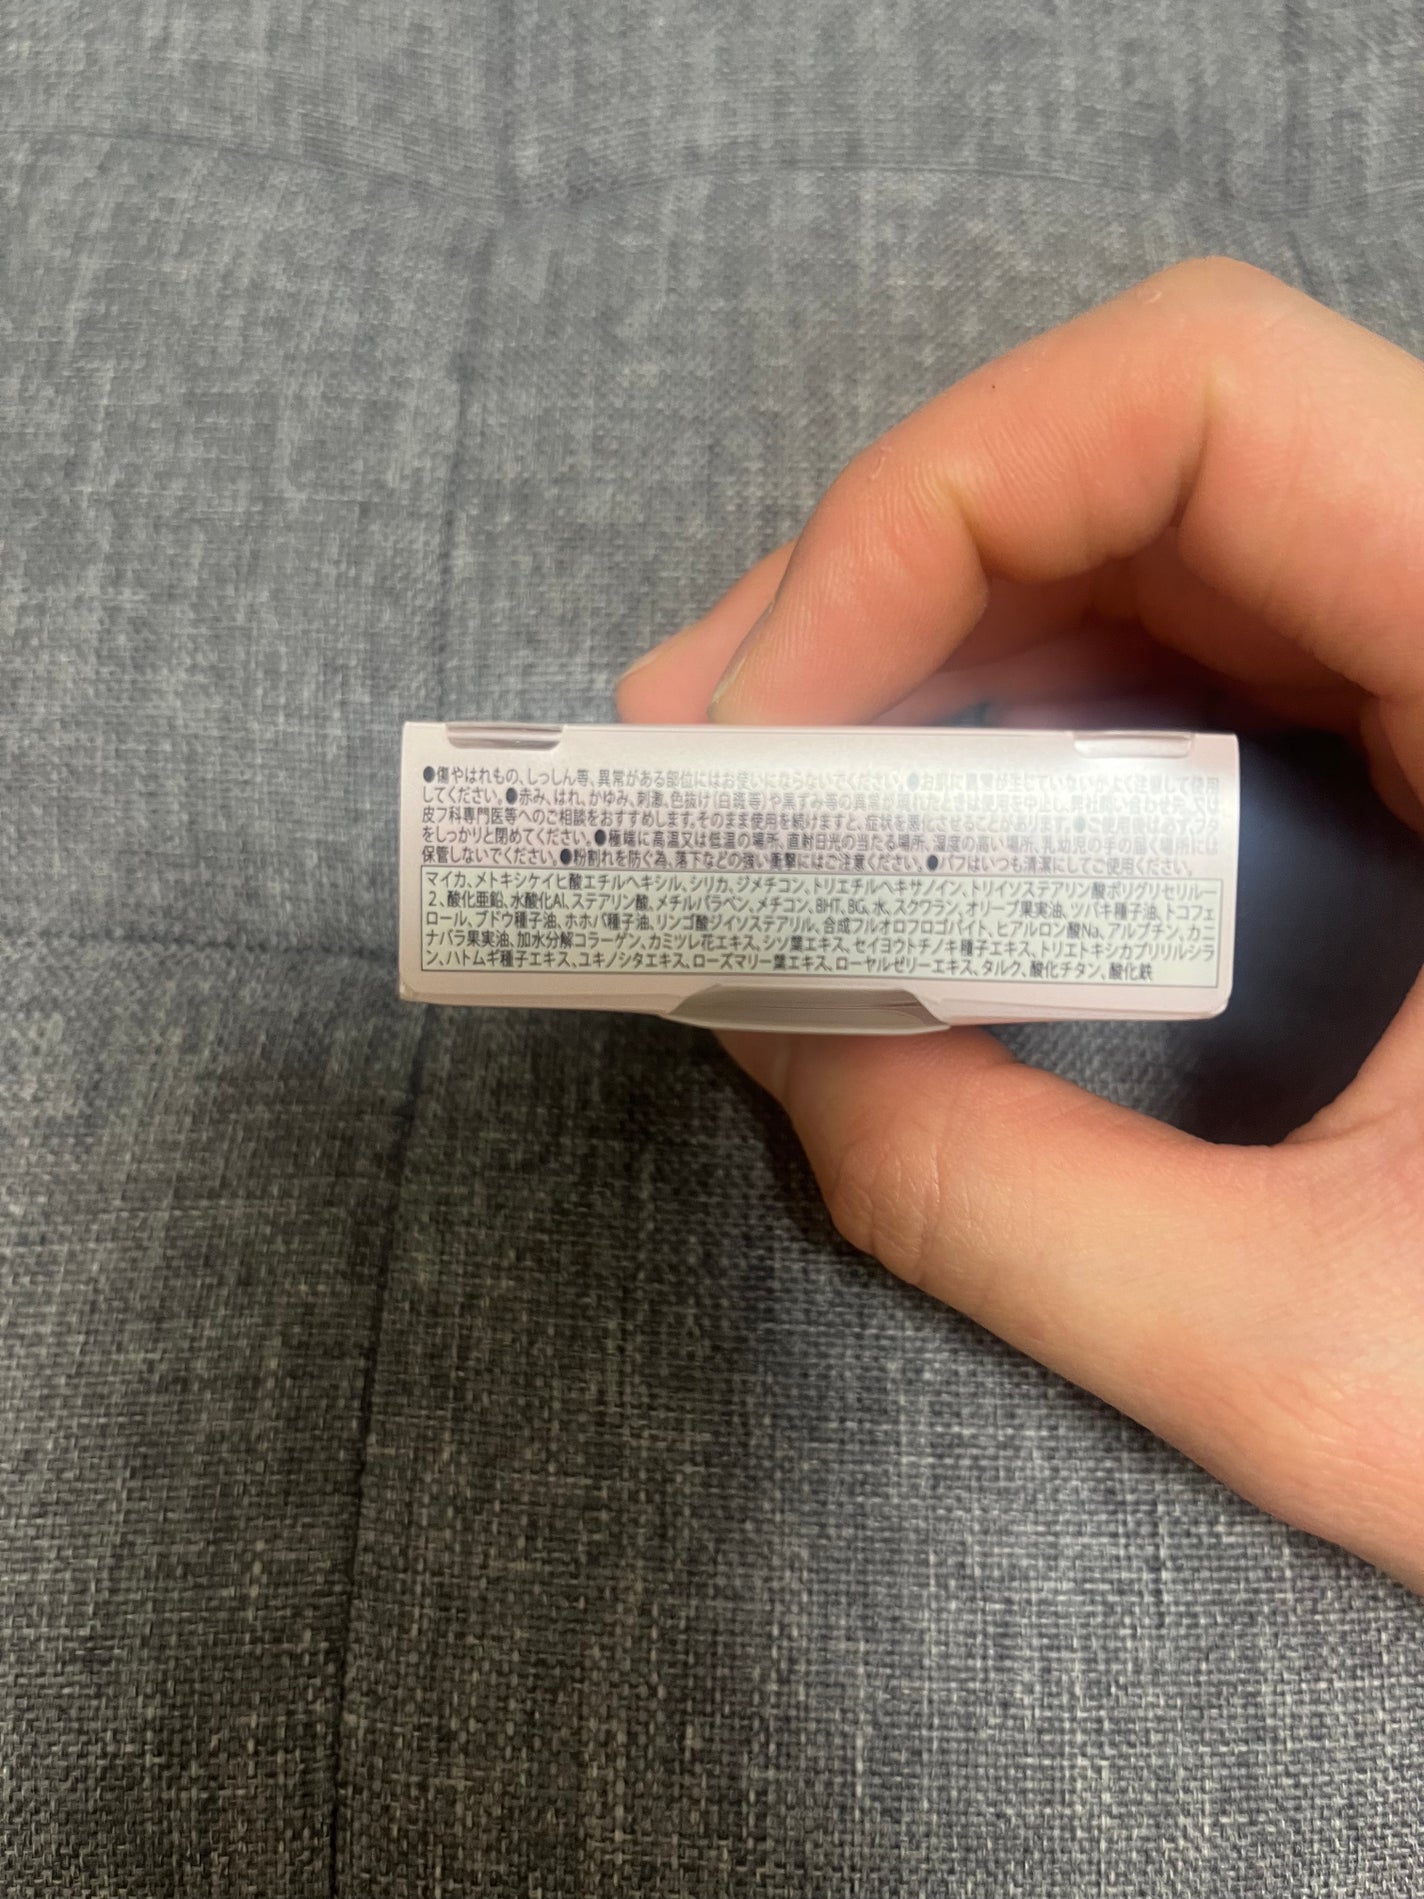 ●傷やはれもの、しっしん等、異常がある部位にはお使いにならないでください。●お肌に異常が生じていないかよく注意して使用
してください。●赤み、はれ、かゆみ、刺激、色抜け(白斑等)や黒ずみ等の異常が現れたときは使用を中止し、
皮フ科専門医等へのご相談をおすすめします。そのまま使用を続けますと、症状を悪化させることがあります。●ご使用後は必ずフタ
をしっかりと閉めてください。●極端に高温又は低温の場所、直射日光の当たる場所、湿度の高い場所、乳幼児の手の届く場所には
保管しないでください。●粉割れを防ぐ為、落下などの強い衝撃にはご注意ください。●パフはいつも清潔にしてご使用ください。
マイカ、メトキシケイヒ酸エチルヘキシル、シリカ、ジメチコン、トリエチルヘキサノイン、トリイソステアリン酸ポリグリセリル-
2、酸化亜鉛、水酸化Al、ステアリン酸、メチルパラベン、メチコン、BHT、BG、水、スクワラン、オリーブ果実油、ツバキ種子油、トコフェ
ロール、ブドウ種子油、ホホバ種子油、リンゴ酸ジイソステアリル、合成フルオロフロゴパイト、ヒアルロン酸Na、アルブチン、カニ
ナバラ果実油、加水分解コラーゲン、カミツレ花エキス、シソ葉エキス、セイヨウトチノキ種子エキス、トリエトキシカプリリルシラ
ン、ハトムギ種子エキス、ユキノシタエキス、ローズマリー葉エキス、ローヤルゼリーエキス、タルク、酸化チタン、酸化鉄